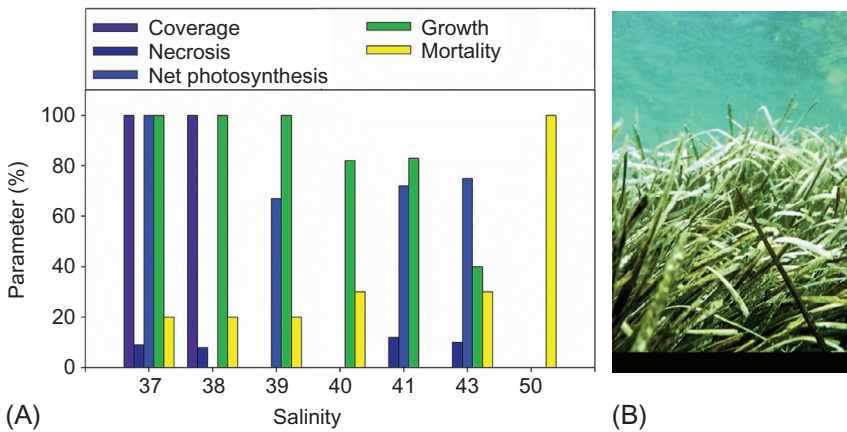 Coverage
Necrosis
Net photosynthesis
Growth
Mortality
100
80
60
40
20
0
Parameter (%)
37 38 39 40 41 43 50
Salinity
(A)
(B)